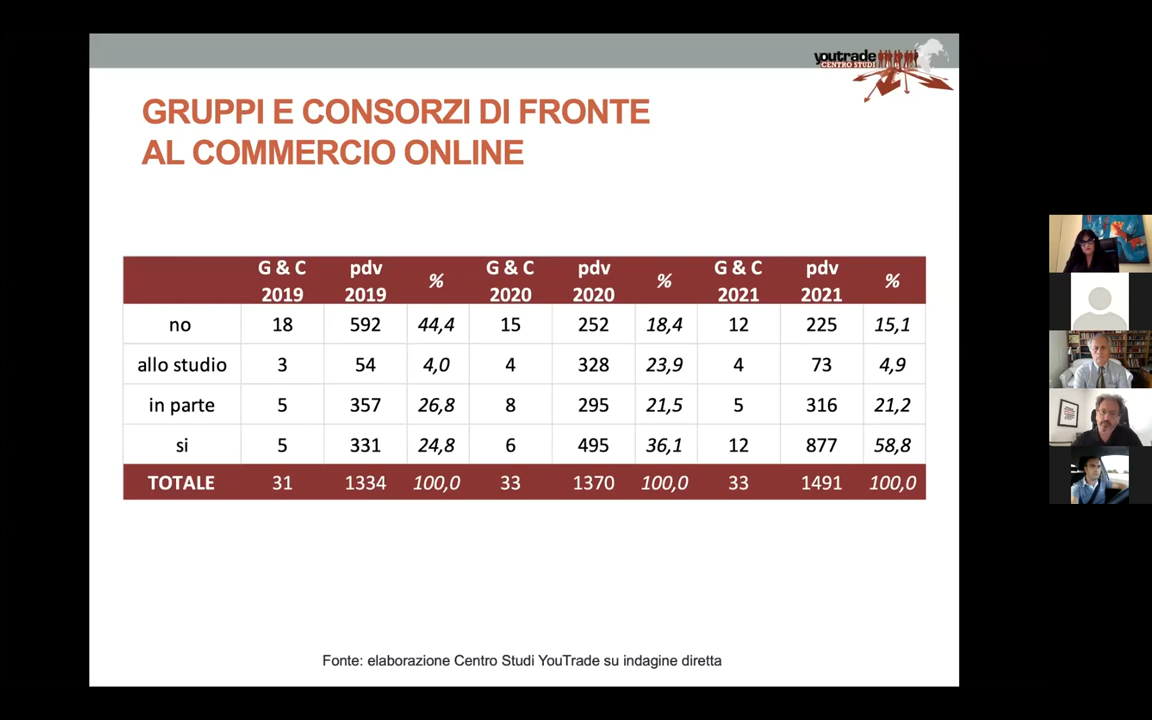 youtrade
CENTRO STUDI
GRUPPI E CONSORZI DI FRONTE
AL COMMERCIO ONLINE
G & C 2019 pdv 2019 % G & C 2020 pdv 2020 % G & C 2021 pdv 2021 %
no 18 592 44,4 15 252 18,4 12 225 15,1
allo studio 3 54 4,0 4 328 23,9 4 73 4,9
in parte 5 357 26,8 8 295 21,5 5 316 21,2
si 5 331 24,8 6 495 36,1 12 877 58,8
TOTALE 31 1334 100,0 33 1370 100,0 33 1491 100,0
Fonte: elaborazione Centro Studi YouTrade su indagine diretta